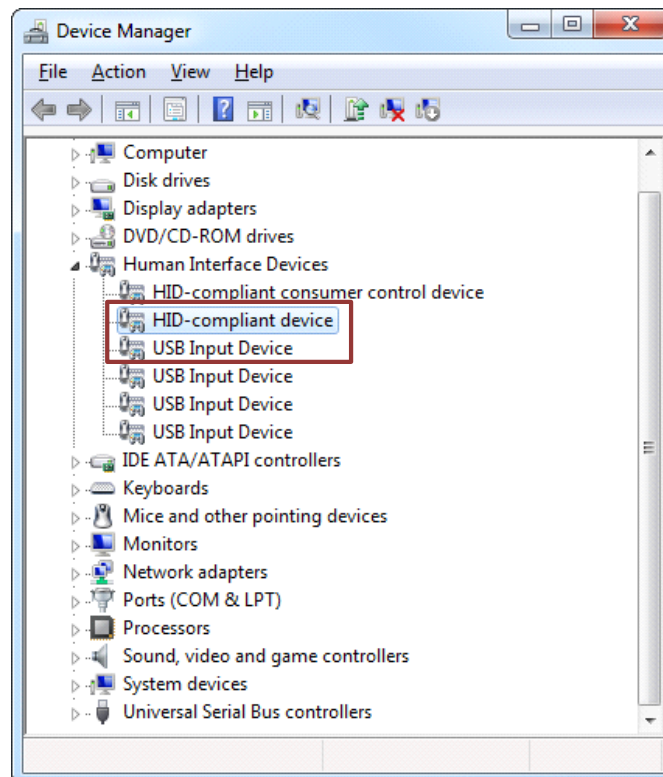 Device Manager
File Action View Help
Computer
Disk drives
Display adapters
DVD/CD-ROM drives
Human Interface Devices
HID-compliant consumer control device
HID-compliant device
USB Input Device
USB Input Device
USB Input Device
USB Input Device
IDE ATA/ATAPI controllers
Keyboards
Mice and other pointing devices
Monitors
Network adapters
Ports (COM & LPT)
Processors
Sound, video and game controllers
System devices
Universal Serial Bus controllers